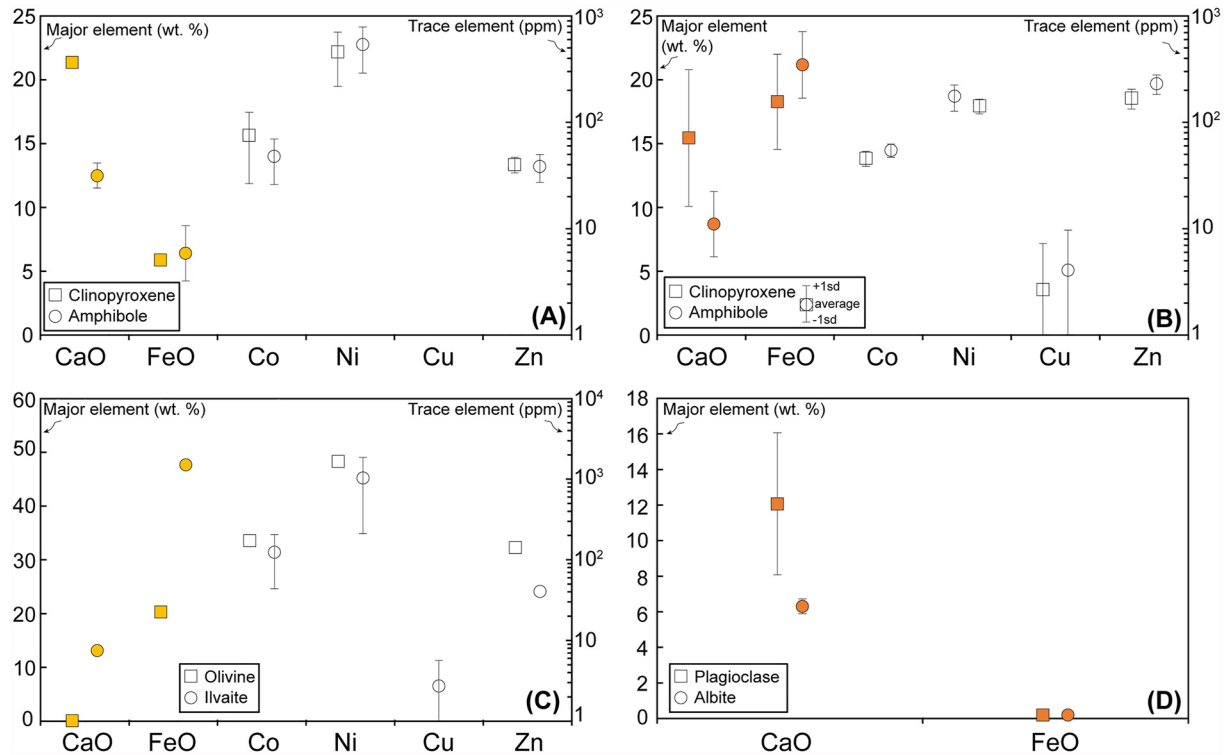 25
20
15
10
5
0
Major element (wt. %)
Trace element (ppm)
10³
10²
10
1
Clinopyroxene
Amphibole
(A)
CaO FeO Co Ni Cu Zn
25
20
15
10
5
0
Major element
(wt. %)
Trace element (ppm)
10³
10²
10
1
Clinopyroxene
Amphibole
+1sd
average
-1sd
(B)
CaO FeO Co Ni Cu Zn
60
50
40
30
20
10
0
Major element (wt. %)
Trace element (ppm)
10⁴
10³
10²
10
1
Olivine
Ilvaite
(C)
CaO FeO Co Ni Cu Zn
18
16
14
12
10
8
6
4
2
0
Major element (wt. %)
Plagioclase
Albite
(D)
CaO FeO